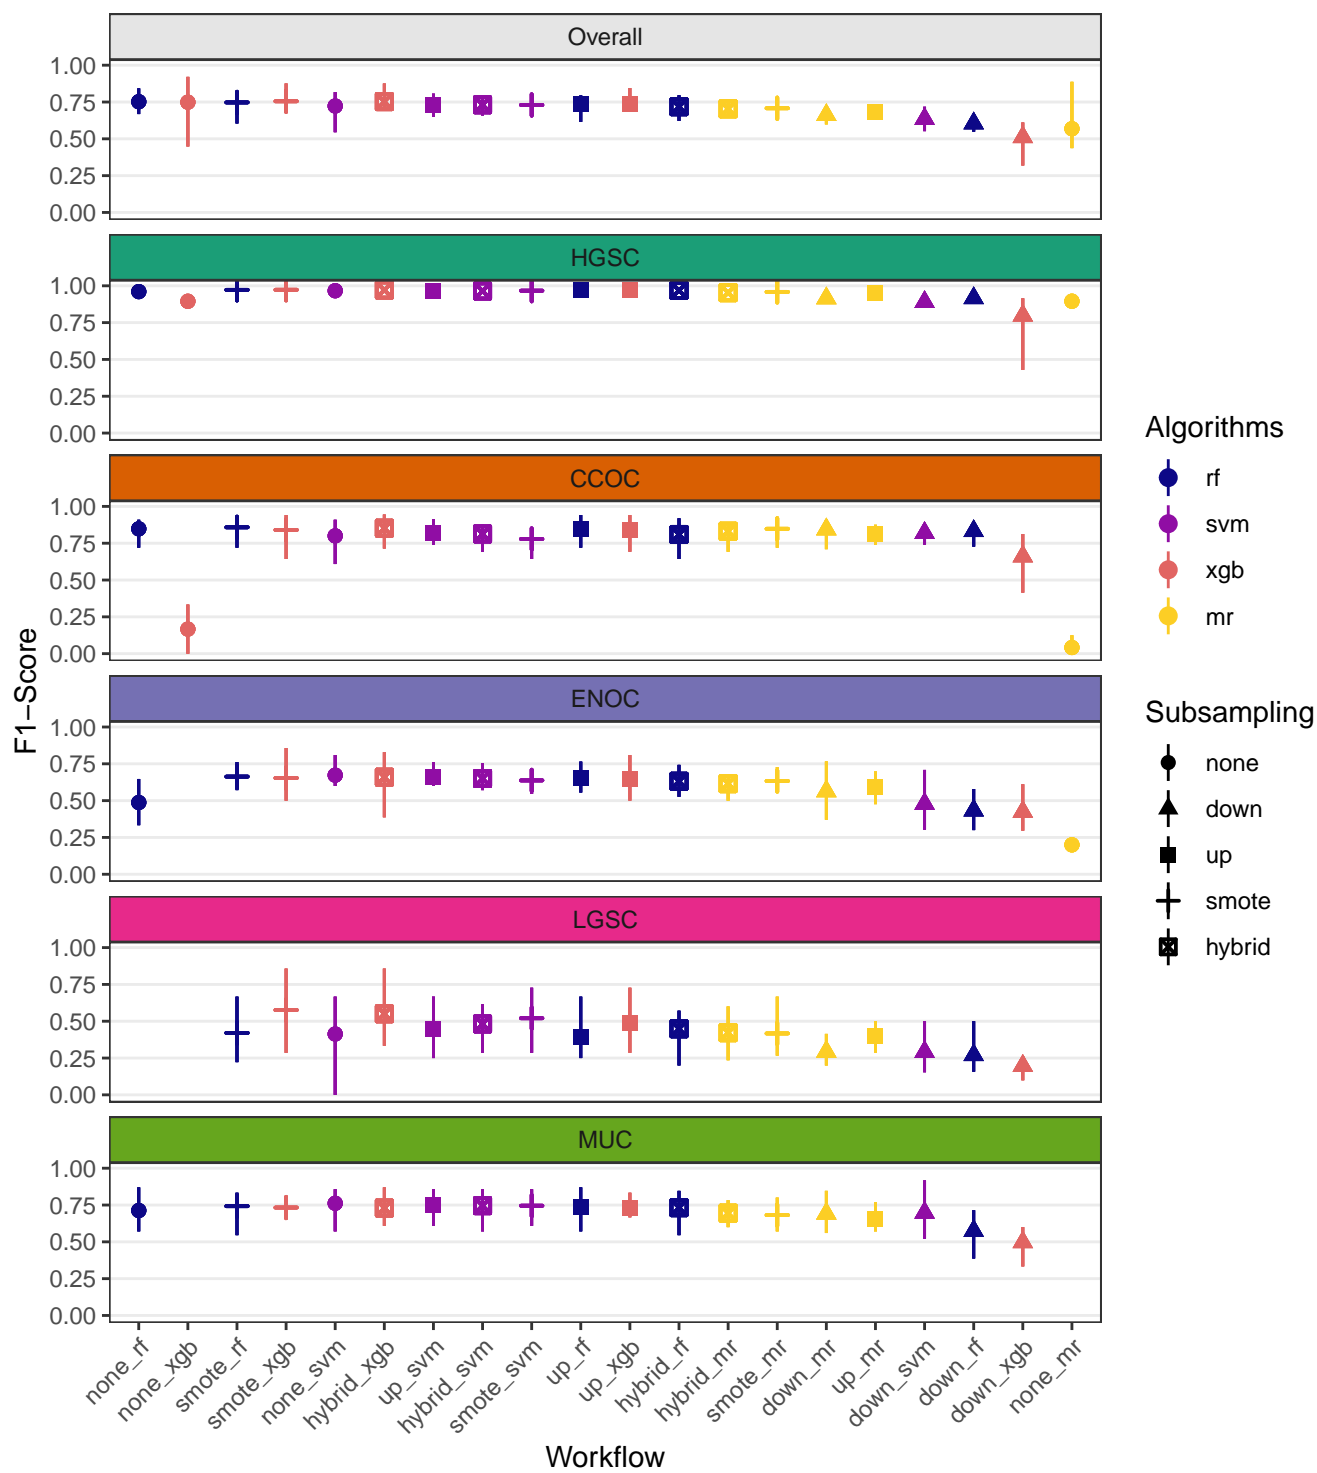 Overall
1.00
0.75
0.50
0.25
0.00
HGSC
1.00
0.75
0.50
0.25
0.00
CCOC
1.00
0.75
0.50
0.25
0.00
ENOC
1.00
0.75
0.50
0.25
0.00
LGSC
1.00
0.75
0.50
0.25
0.00
MUC
1.00
0.75
0.50
0.25
0.00
F1−Score
none_rf
none_xgb
smote_rf
smote_xgb
none_svm
hybrid_xgb
up_svm
hybrid_svm
smote_svm
up_rf
up_xgb
hybrid_rf
hybrid_mr
smote_mr
down_mr
up_mr
down_svm
down_rf
down_xgb
none_mr
Workflow
Algorithms
rf
svm
xgb
mr
Subsampling
none
down
up
smote
hybrid